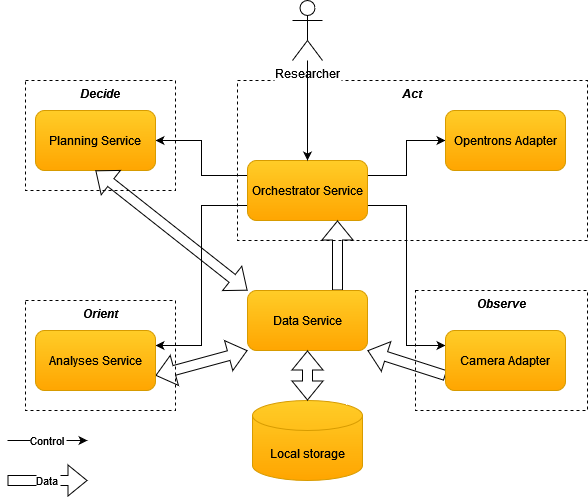 Researcher
Decide
Act
Planning Service
Opentrons Adapter
Orchestrator Service
Orient
Data Service
Observe
Analyses Service
Camera Adapter
Control
Local storage
Data